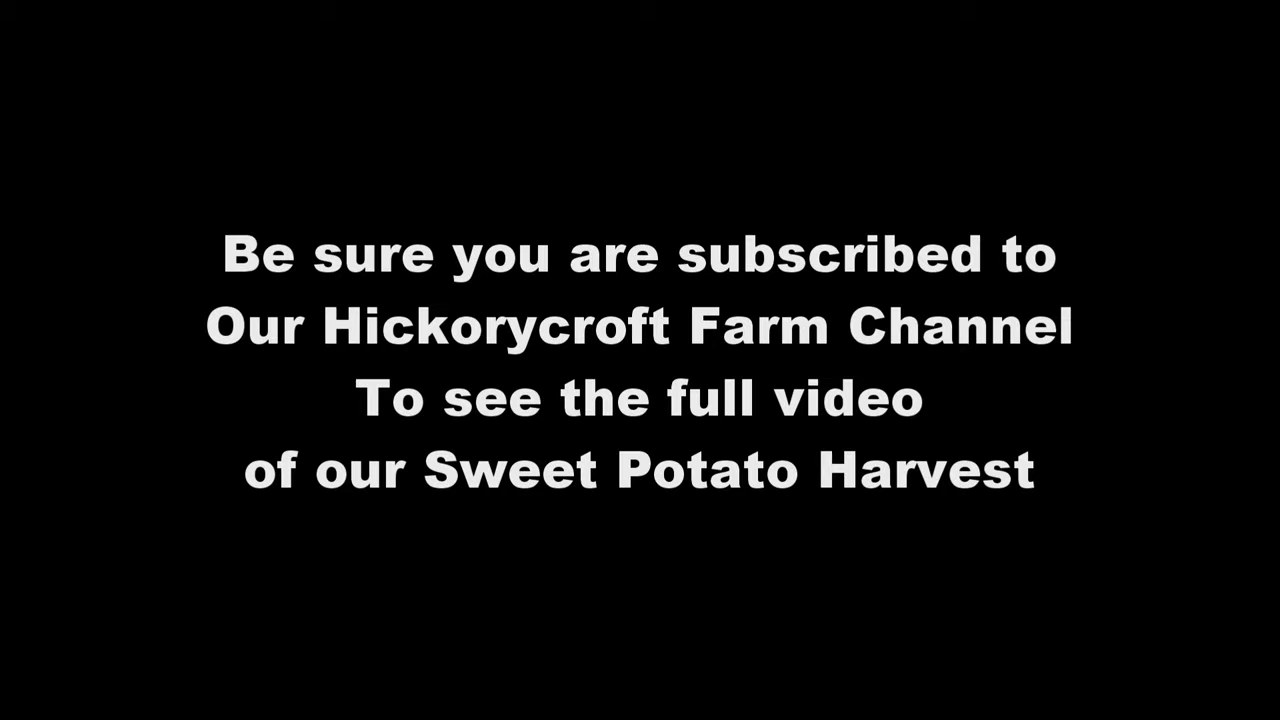 Be sure you are subscribed to
Our Hickorycroft Farm Channel
To see the full video
of our Sweet Potato Harvest